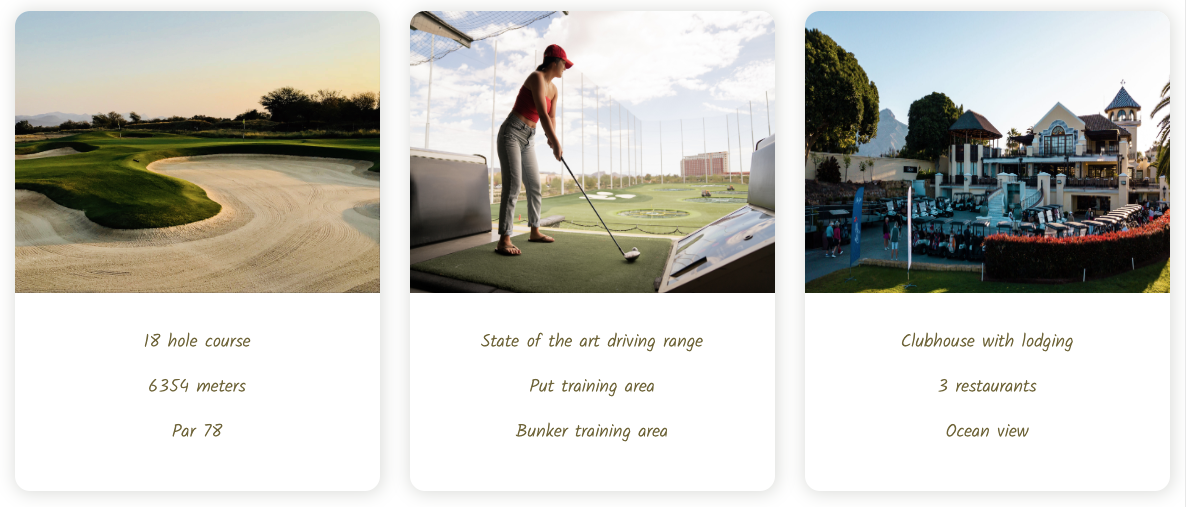 18 hole course
6354 meters
Par 78
State of the art driving range
Put training area
Bunker training area
Clubhouse with lodging
3 restaurants
Ocean view